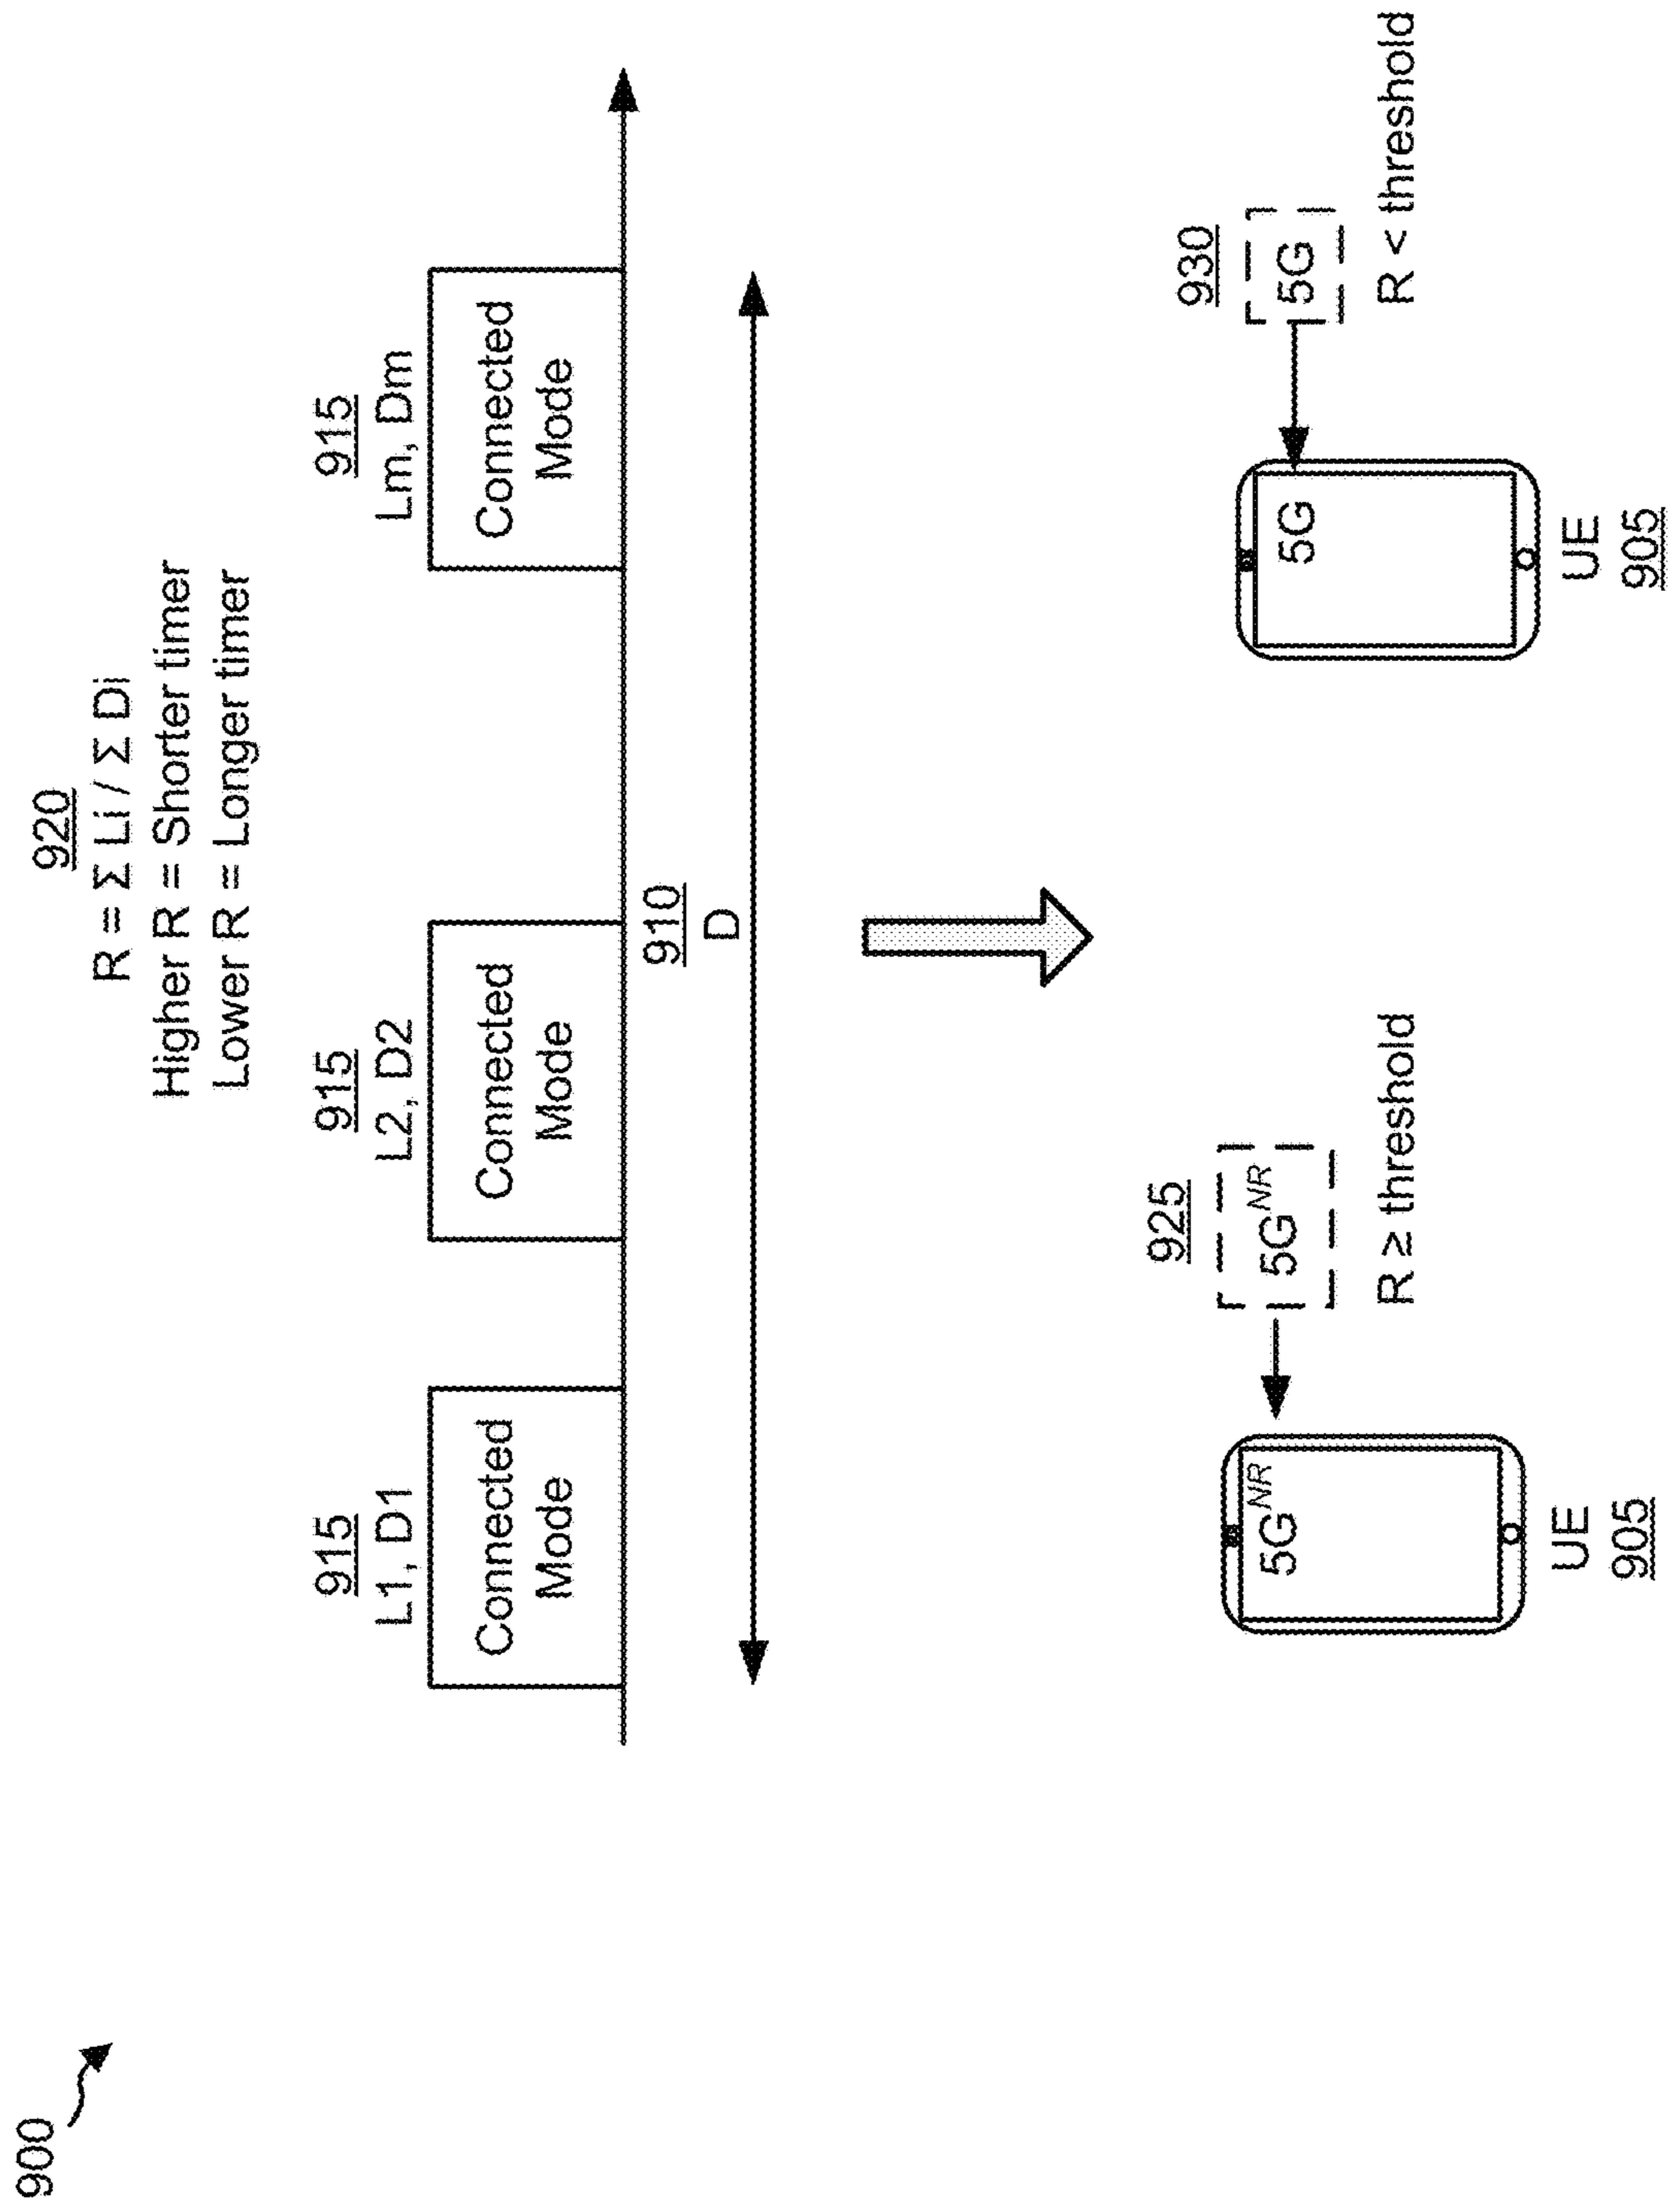 900
920
R = Σ Li / Σ Di
Higher R = Shorter timer
Lower R = Longer timer
915
L1, D1
Connected
Mode
915
L2, D2
Connected
Mode
915
Lm, Dm
Connected
Mode
910
D
5G^NR
UE
905
925
5G^NR
R ≥ threshold
5G
UE
905
930
5G
R < threshold